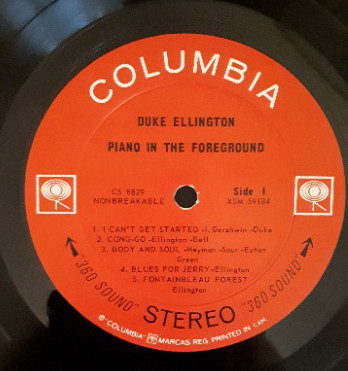 COLUMBIA
DUKE ELLINGTON
PIANO IN THE FOREGROUND
CS 8829 Side 1
NONBREAKABLE XSM 59184
1. I CAN'T GET STARTED -I. Gershwin -Duke
2. CONG-GO -Ellington -Bell
3. BODY AND SOUL -Heyman -Sour -Eyton
Green
4. BLUES FOR JERRY -Ellington
5. FONTAINBLEAU FOREST
Ellington
"360 SOUND" STEREO "360 SOUND"
® "COLUMBIA" MARCAS REG. PRINTED IN CAN.